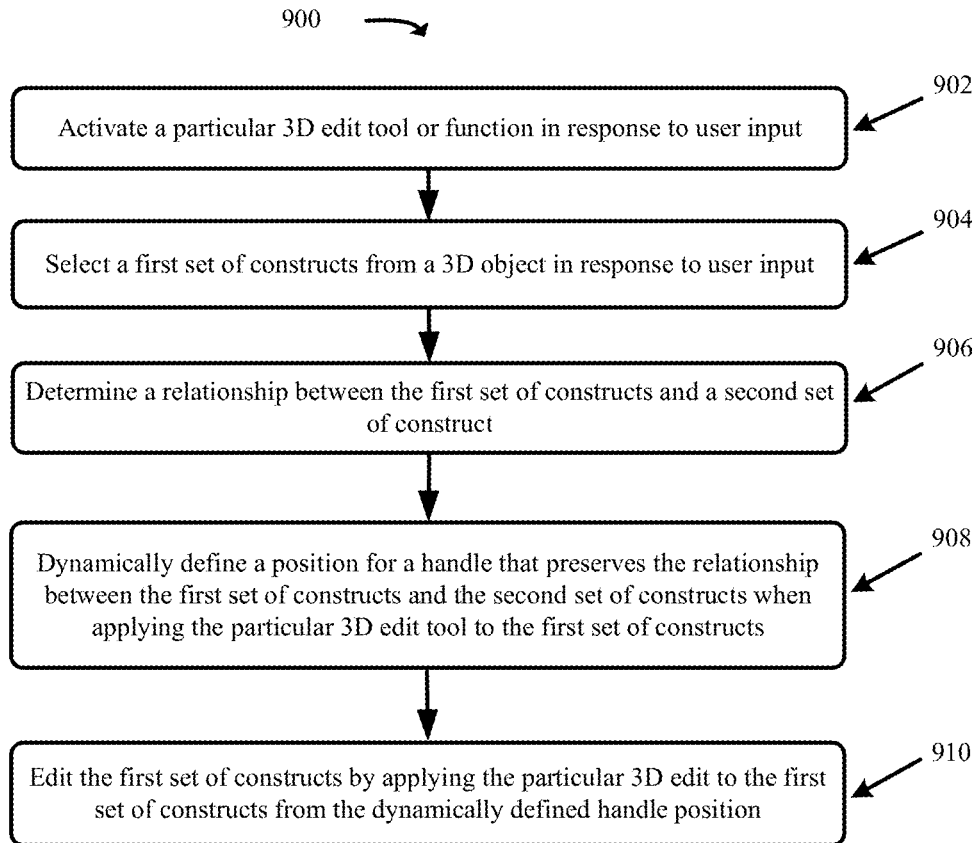 900
902
Activate a particular 3D edit tool or function in response to user input
904
Select a first set of constructs from a 3D object in response to user input
906
Determine a relationship between the first set of constructs and a second set
of construct
908
Dynamically define a position for a handle that preserves the relationship
between the first set of constructs and the second set of constructs when
applying the particular 3D edit tool to the first set of constructs
910
Edit the first set of constructs by applying the particular 3D edit to the first
set of constructs from the dynamically defined handle position